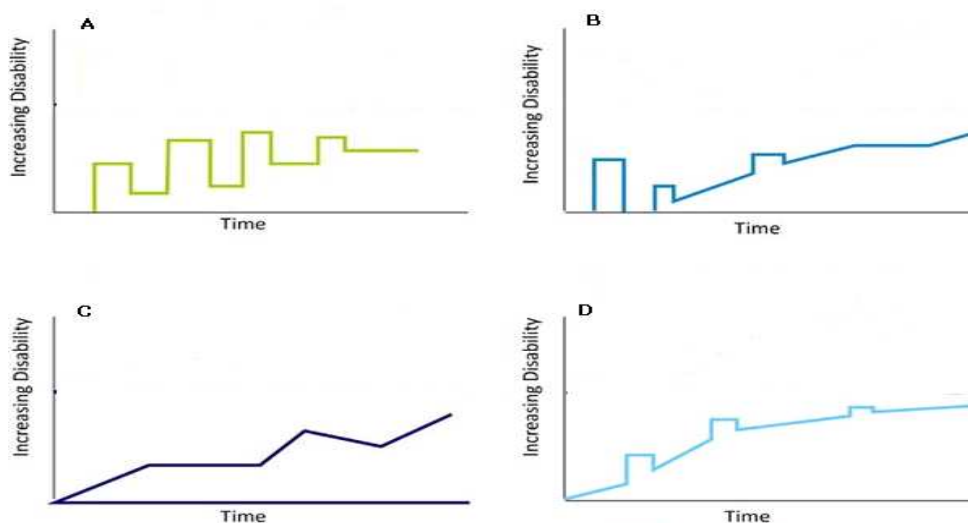 A
Increasing Disability
Time
B
Increasing Disability
Time
C
Increasing Disability
Time
D
Increasing Disability
Time